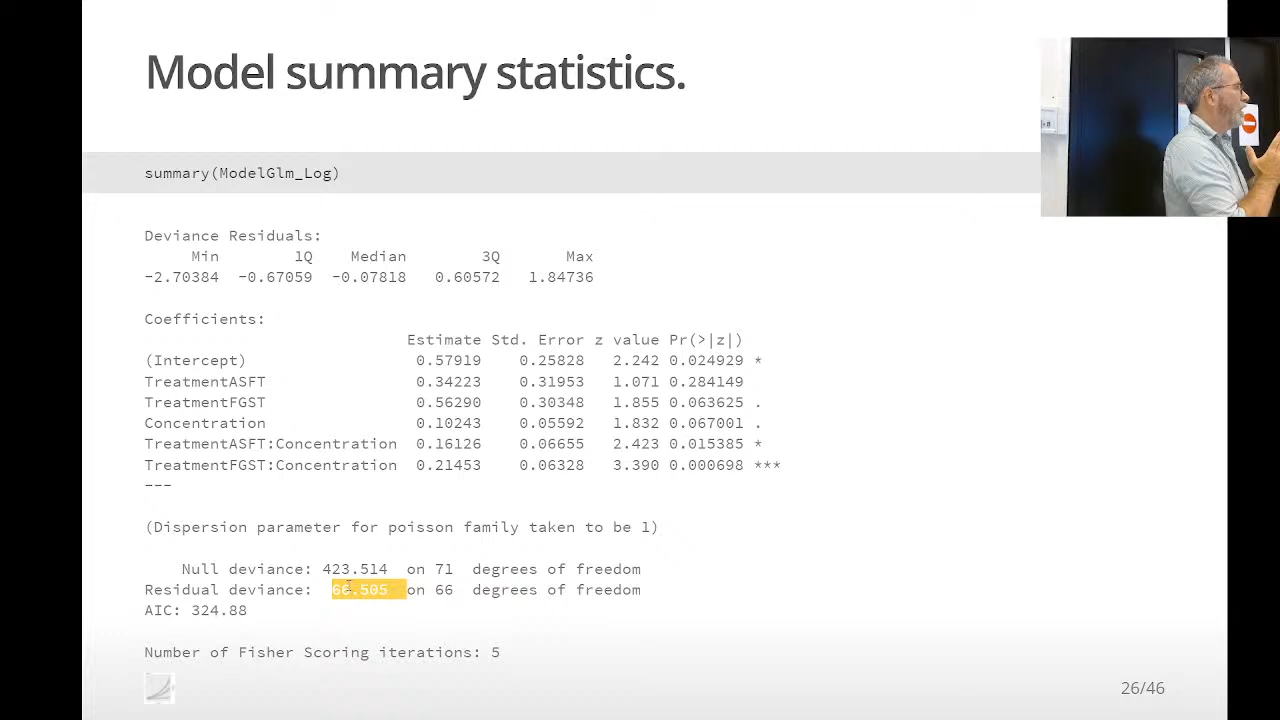 Model summary statistics.
summary(ModelGlm_Log)
Deviance Residuals:
Min 1Q Median 3Q Max
-2.70384 -0.67059 -0.07818 0.60572 1.84736
Coefficients:
Estimate Std. Error z value Pr(>|z|)
(Intercept) 0.57919 0.25828 2.242 0.024929 *
TreatmentASFT 0.34223 0.31953 1.071 0.284149
TreatmentFGST 0.56290 0.30348 1.855 0.063625 .
Concentration 0.10243 0.05592 1.832 0.067001 .
TreatmentASFT:Concentration 0.16126 0.06655 2.423 0.015385 *
TreatmentFGST:Concentration 0.21453 0.06328 3.390 0.000698 ***
---
(Dispersion parameter for poisson family taken to be 1)
Null deviance: 423.514 on 71 degrees of freedom
Residual deviance: 66.505 on 66 degrees of freedom
AIC: 324.88
Number of Fisher Scoring iterations: 5
26/46